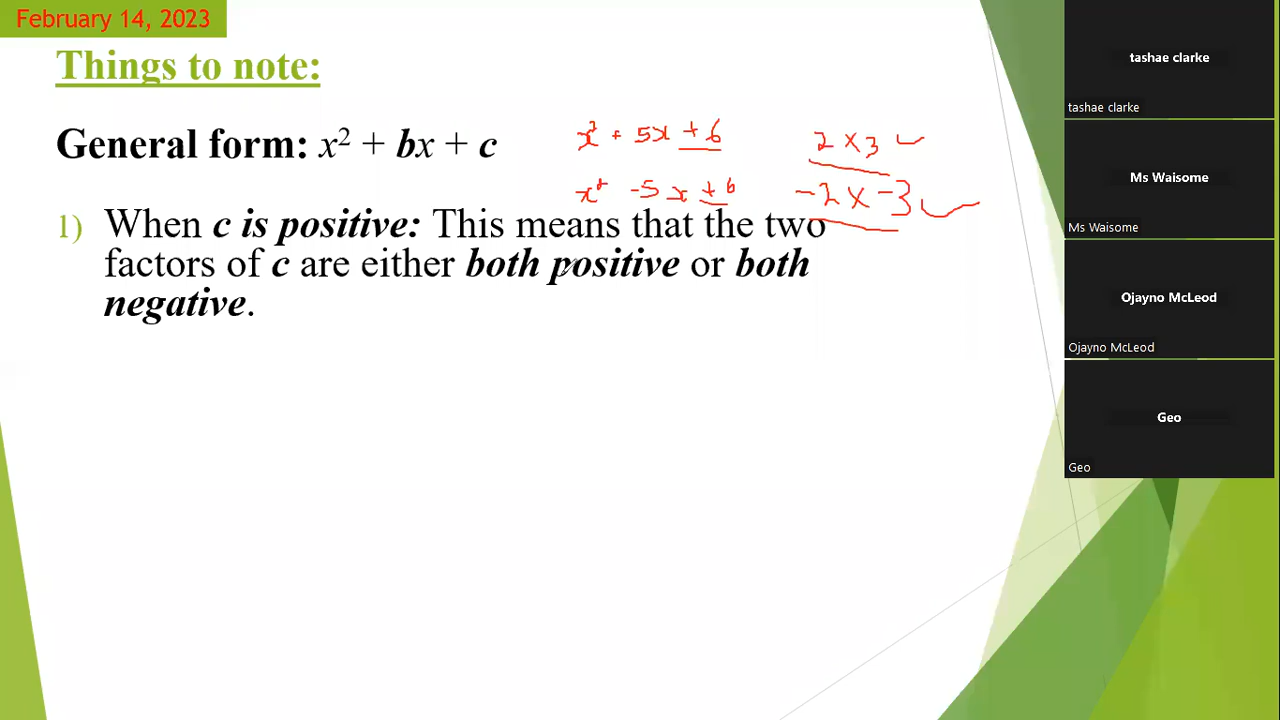 February 14, 2023
Things to note:
General form: x² + bx + c
x² + 5x + 6
2 x 3 ✓
x² - 5x + 6
-2 x -3 ✓
1) When c is positive: This means that the two
factors of c are either both positive or both
negative.
tashae clarke
tashae clarke
Ms Waisome
Ms Waisome
Ojayno McLeod
Ojayno McLeod
Geo
Geo